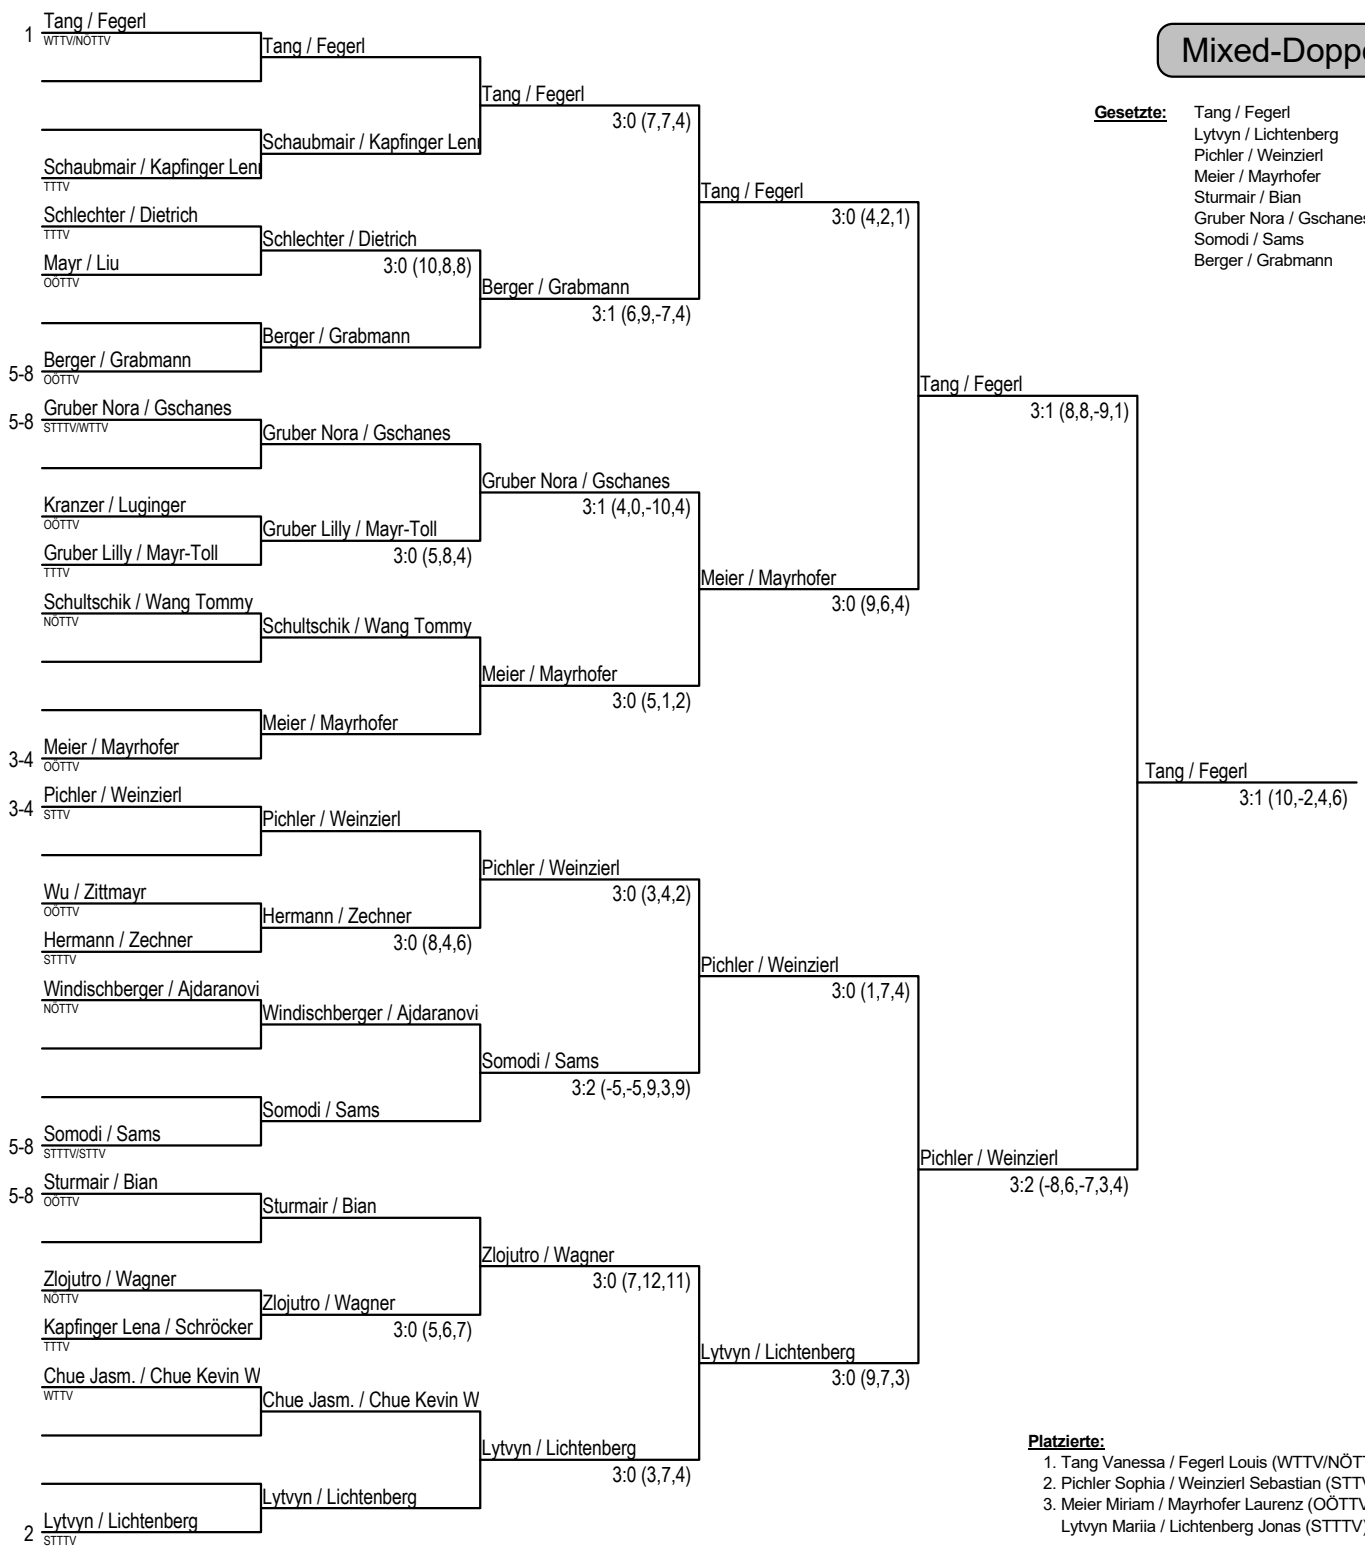 Mixed-Doppe
Gesetzte:
Tang / Fegerl
Lytvyn / Lichtenberg
Pichler / Weinzierl
Meier / Mayrhofer
Sturmair / Bian
Gruber Nora / Gschanes
Somodi / Sams
Berger / Grabmann
1 Tang / Fegerl
WTTV/NÖTTV
Schaubmair / Kapfinger Len
TTTV
Schlechter / Dietrich
TTTV
Mayr / Liu
OÖTTV
5-8 Berger / Grabmann
OÖTTV
5-8 Gruber Nora / Gschanes
STTTV/WTTV
Kranzer / Luginger
OÖTTV
Gruber Lilly / Mayr-Toll
TTTV
Schultschik / Wang Tommy
NÖTTV
3-4 Meier / Mayrhofer
OÖTTV
3-4 Pichler / Weinzierl
STTV
Wu / Zittmayr
OÖTTV
Hermann / Zechner
STTTV
Windischberger / Ajdaranovi
NÖTTV
5-8 Somodi / Sams
STTTV/STTV
5-8 Sturmair / Bian
OÖTTV
Zlojutro / Wagner
NÖTTV
Kapfinger Lena / Schröcker
TTTV
Chue Jasm. / Chue Kevin W
WTTV
2 Lytvyn / Lichtenberg
STTTV
Tang / Fegerl
Schaubmair / Kapfinger Len
Schlechter / Dietrich
3:0 (10,8,8)
Berger / Grabmann
Gruber Nora / Gschanes
Gruber Lilly / Mayr-Toll
3:0 (5,8,4)
Schultschik / Wang Tommy
Meier / Mayrhofer
Pichler / Weinzierl
Hermann / Zechner
3:0 (8,4,6)
Windischberger / Ajdaranovi
Somodi / Sams
Sturmair / Bian
Zlojutro / Wagner
3:0 (5,6,7)
Chue Jasm. / Chue Kevin W
Lytvyn / Lichtenberg
Tang / Fegerl
3:0 (7,7,4)
Berger / Grabmann
3:1 (6,9,-7,4)
Gruber Nora / Gschanes
3:1 (4,0,-10,4)
Meier / Mayrhofer
3:0 (5,1,2)
Pichler / Weinzierl
3:0 (3,4,2)
Somodi / Sams
3:2 (-5,-5,9,3,9)
Zlojutro / Wagner
3:0 (7,12,11)
Lytvyn / Lichtenberg
3:0 (3,7,4)
Tang / Fegerl
3:0 (4,2,1)
Meier / Mayrhofer
3:0 (9,6,4)
Pichler / Weinzierl
3:0 (1,7,4)
Lytvyn / Lichtenberg
3:0 (9,7,3)
Tang / Fegerl
3:1 (8,8,-9,1)
Pichler / Weinzierl
3:2 (-8,6,-7,3,4)
Tang / Fegerl
3:1 (10,-2,4,6)
Platzierte:
1. Tang Vanessa / Fegerl Louis (WTTV/NÖT
2. Pichler Sophia / Weinzierl Sebastian (STTV
3. Meier Miriam / Mayrhofer Laurenz (OÖTTV
Lytvyn Mariia / Lichtenberg Jonas (STTTV)